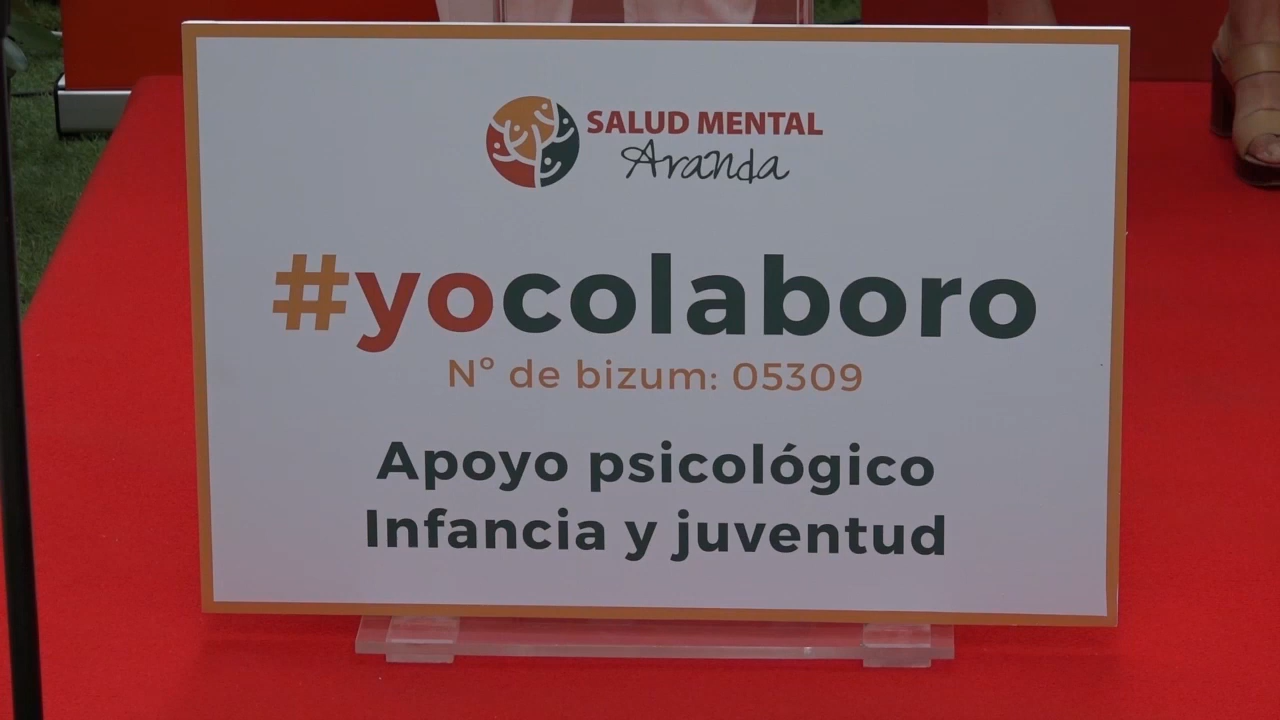 SALUD MENTAL
Aranda
#yocolaboro
Nº de bizum: 05309
Apoyo psicológico
Infancia y juventud